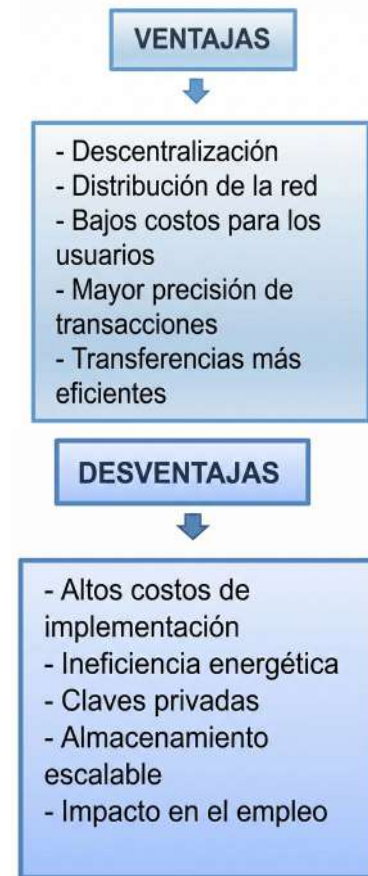 VENTAJAS
- Descentralización
- Distribución de la red
- Bajos costos para los
usuarios
- Mayor precisión de
transacciones
- Transferencias más
eficientes
DESVENTAJAS
- Altos costos de
implementación
- Ineficiencia energética
- Claves privadas
- Almacenamiento
escalable
- Impacto en el empleo